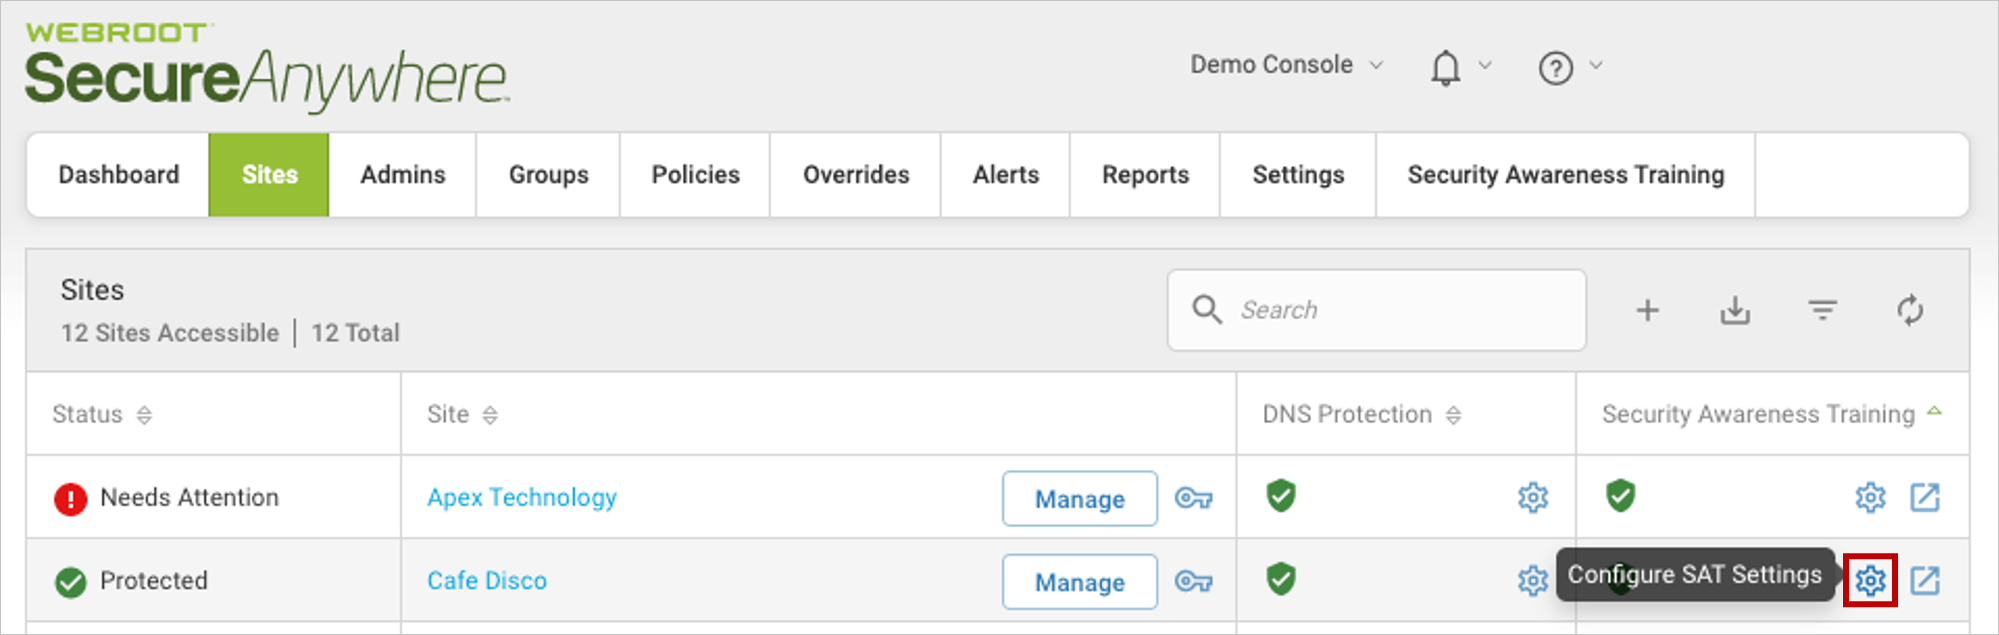 WEBROOT
SecureAnywhere™
Demo Console
Dashboard Sites Admins Groups Policies Overrides Alerts Reports Settings Security Awareness Training
Sites
12 Sites Accessible | 12 Total
Search
Status Site DNS Protection Security Awareness Training
Needs Attention Apex Technology Manage
Protected Cafe Disco Manage Configure SAT Settings